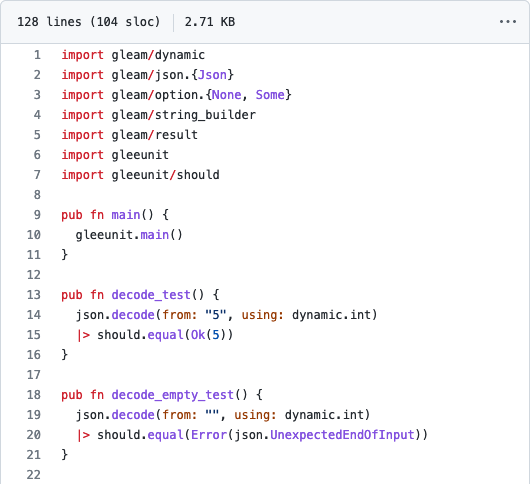 128 lines (104 sloc) 2.71 KB ...
1 import gleam/dynamic
2 import gleam/json.{Json}
3 import gleam/option.{None, Some}
4 import gleam/string_builder
5 import gleam/result
6 import gleeunit
7 import gleeunit/should
8
9 pub fn main() {
10   gleeunit.main()
11 }
12
13 pub fn decode_test() {
14   json.decode(from: "5", using: dynamic.int)
15   |> should.equal(Ok(5))
16 }
17
18 pub fn decode_empty_test() {
19   json.decode(from: "", using: dynamic.int)
20   |> should.equal(Error(json.UnexpectedEndOfInput))
21 }
22